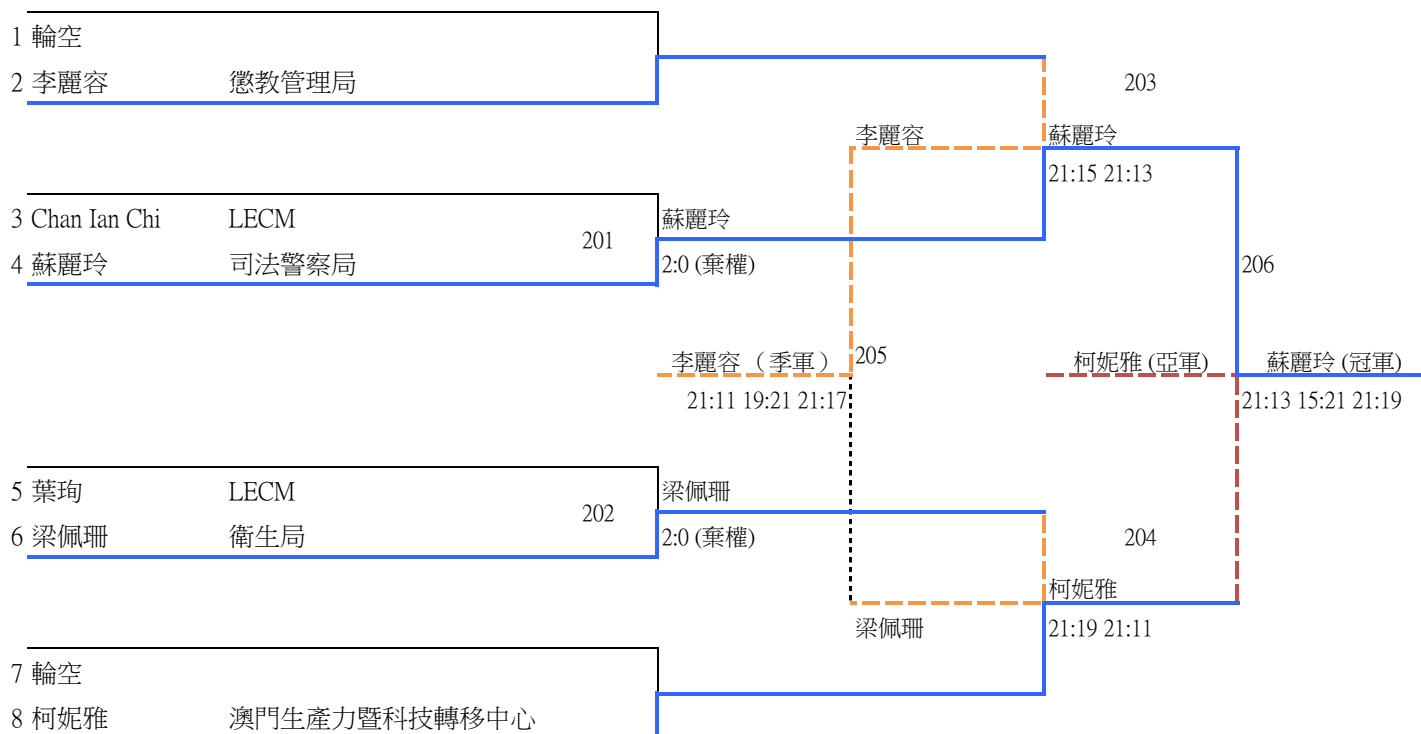 1 輪空
2 李麗容 懲教管理局
203
李麗容 蘇麗玲
21:15 21:13
3 Chan Ian Chi LECM 蘇麗玲
201
4 蘇麗玲 司法警察局 2:0 (棄權) 206
李麗容 (季軍) 205 柯妮雅 (亞軍) 蘇麗玲 (冠軍)
21:11 19:21 21:17 21:13 15:21 21:19
5 葉珣 LECM 梁佩珊
202
6 梁佩珊 衛生局 2:0 (棄權) 204
柯妮雅
梁佩珊 21:19 21:11
7 輪空
8 柯妮雅 澳門生產力暨科技轉移中心